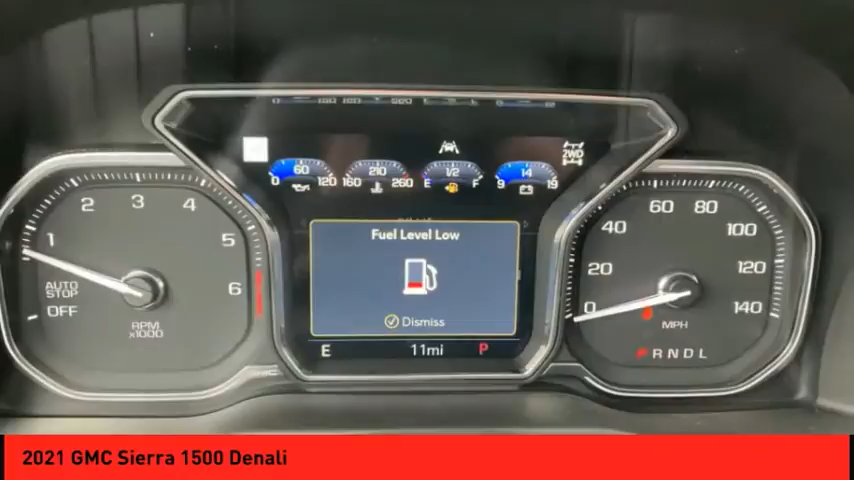 60 210 1/2 14 2WD
0 120 160 260 E F 9 19
2 3 4
1 5
6
AUTO
STOP
OFF
RPM
x1000
Fuel Level Low
Dismiss
E 11mi P
60 80
40 100
20 120
0 140
MPH
PRNDL
2021 GMC Sierra 1500 Denali